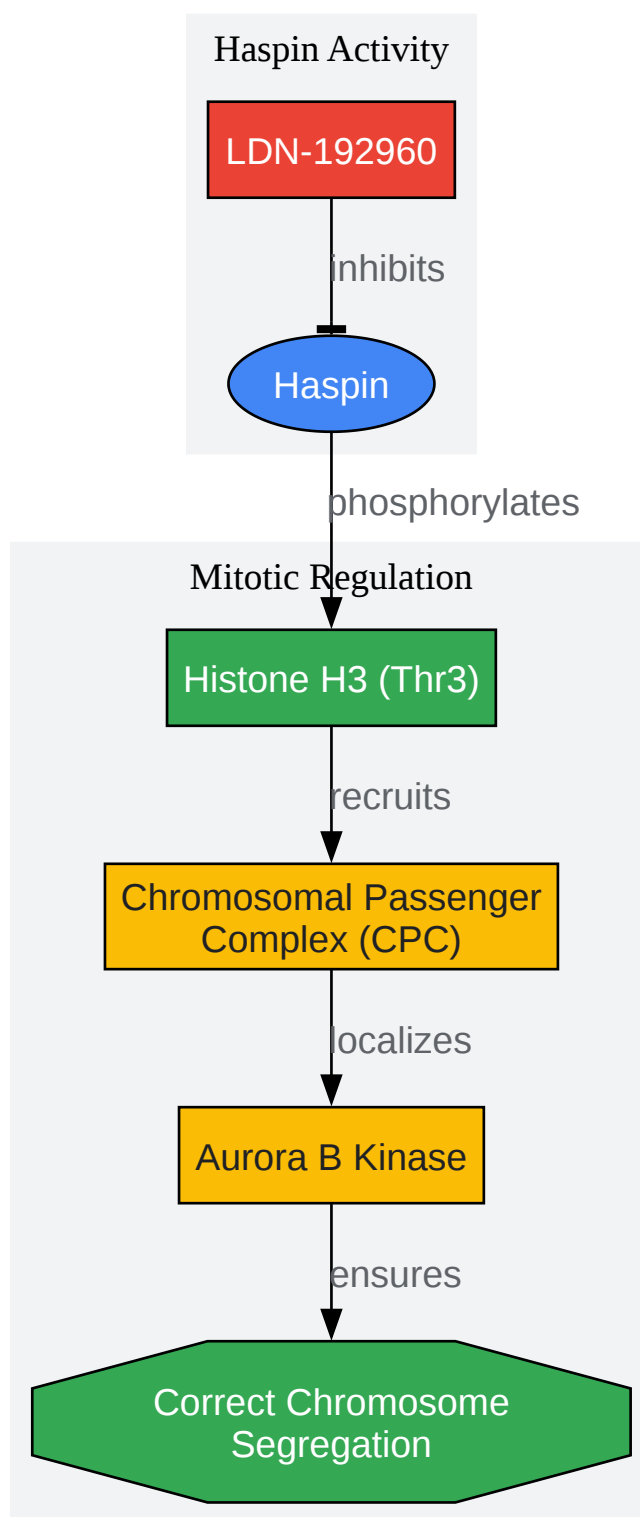 Haspin Activity
LDN-192960
inhibits
Haspin
phosphorylates
Mitotic Regulation
Histone H3 (Thr3)
recruits
Chromosomal Passenger
Complex (CPC)
localizes
Aurora B Kinase
ensures
Correct Chromosome
Segregation